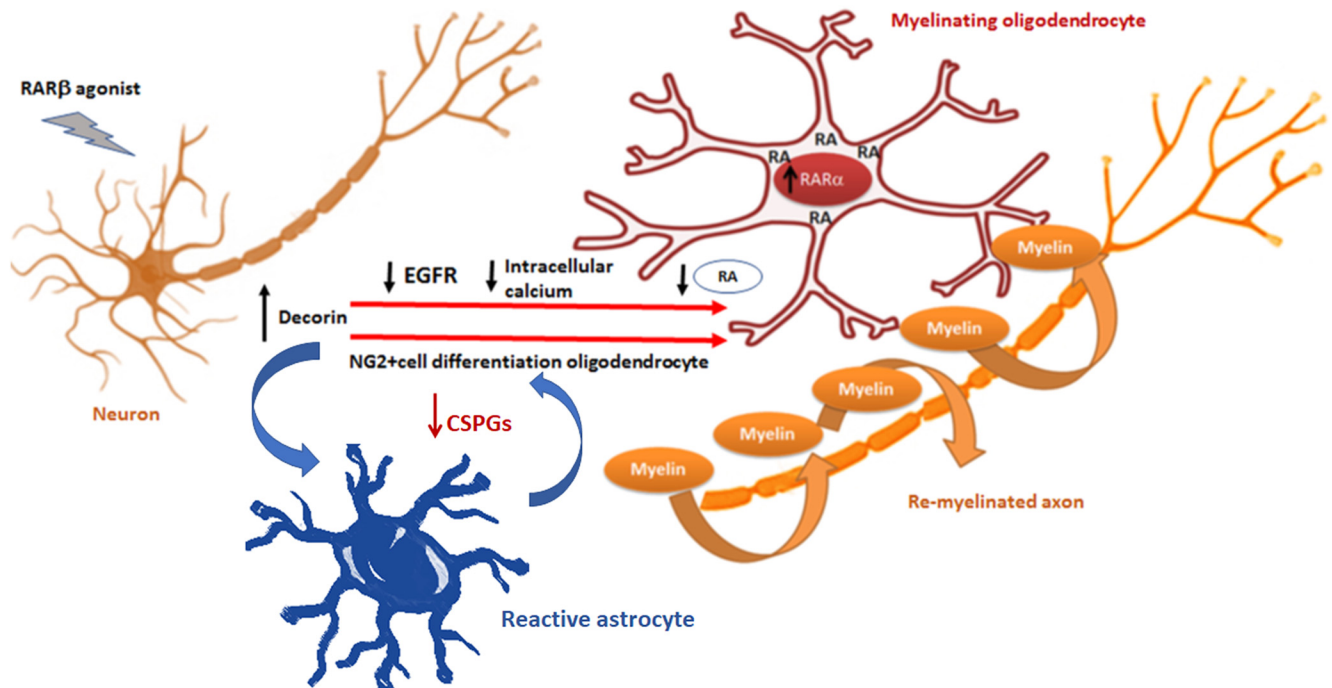 Myelinating oligodendrocyte
RARβ agonist
RA
RA
RA
RARα
RA
Myelin
EGFR
Intracellular
calcium
RA
Decorin
Myelin
NG2+cell differentiation oligodendrocyte
Myelin
Neuron
CSPGs
Myelin
Myelin
Re-myelinated axon
Reactive astrocyte